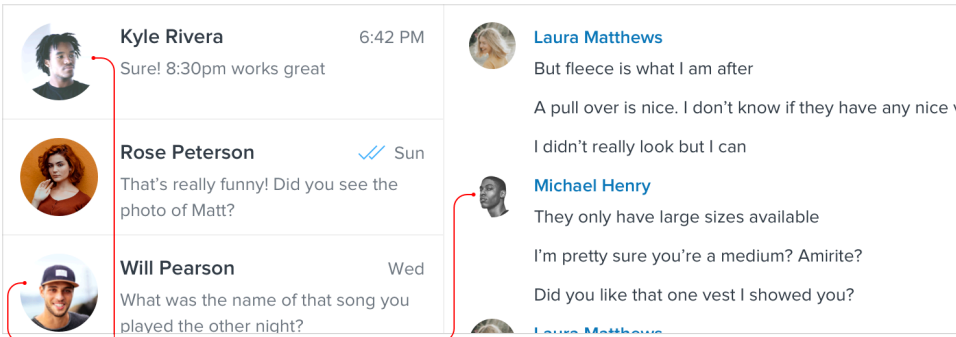 Kyle Rivera 6:42 PM
Sure! 8:30pm works great
Rose Peterson Sun
That's really funny! Did you see the
photo of Matt?
Will Pearson Wed
What was the name of that song you
played the other night?
Laura Matthews
But fleece is what I am after
A pull over is nice. I don't know if they have any nice
I didn't really look but I can
Michael Henry
They only have large sizes available
I'm pretty sure you're a medium? Amirite?
Did you like that one vest I showed you?
Laura Matthews